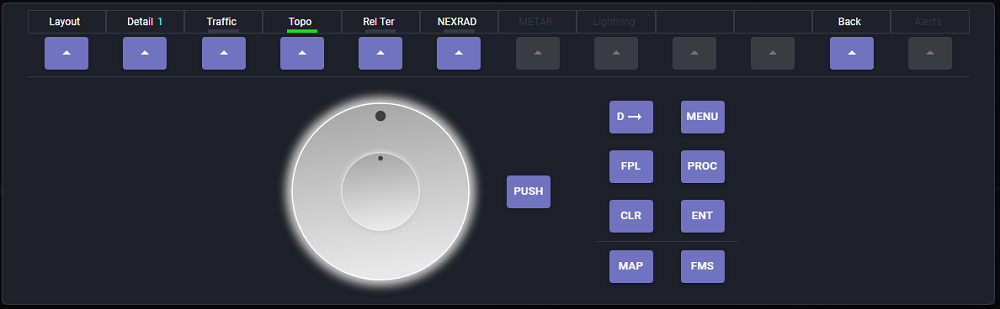 Layout Detail 1 Traffic Topo Rel Ter NEXRAD METAR Lightning Back Alerts
D → MENU
FPL PROC
PUSH
CLR ENT
MAP FMS